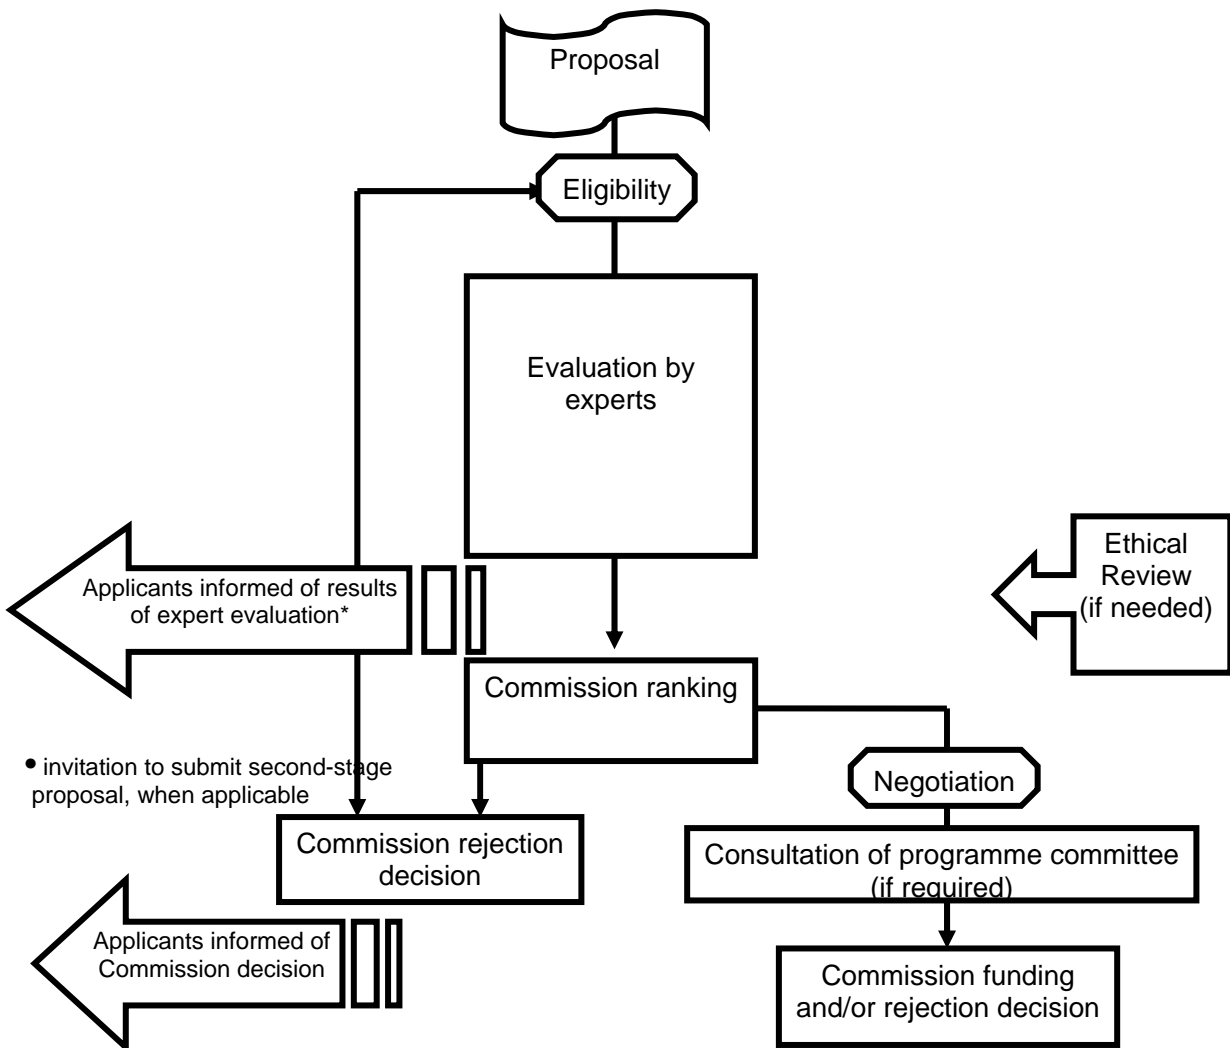 Proposal
Eligibility
Evaluation by
experts
Ethical
Review
(if needed)
Applicants informed of results
of expert evaluation*
Commission ranking
• invitation to submit second-stage
proposal, when applicable
Negotiation
Commission rejection
decision
Consultation of programme committee
(if required)
Applicants informed of
Commission decision
Commission funding
and/or rejection decision